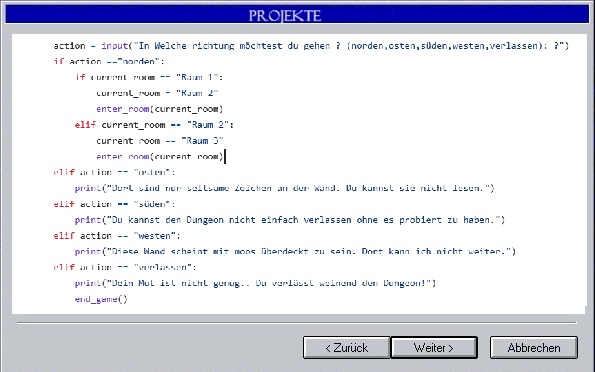 PROJEKTE
action = input("In Welche richtung möchtest du gehen ? (norden,osten,süden,westen,verlassen): ?")
if action =="norden":
if current_room == "Raum 1":
current_room = "Raum 2"
enter_room(current_room)
elif current_room == "Raum 2":
current_room == "Raum 3"
enter_room(current_room)
elif action == "osten":
print("Dort sind nur seltsame Zeichen an der Wand. Du kannst sie nicht lösen.")
elif action == "süden":
print("Du kannst den Dungeon nicht einfach verlassen ohne es probiert zu haben.")
elif action == "westen":
print("Diese Wand scheint mit moos überdeckt zu sein. Dort kann ich nicht weiter.")
elif action == "verlassen":
print("Dein Mut ist nicht genug.. Du verlässt weinend den Dungeon!")
end_game()
< Zurück
Weiter >
Abbrechen